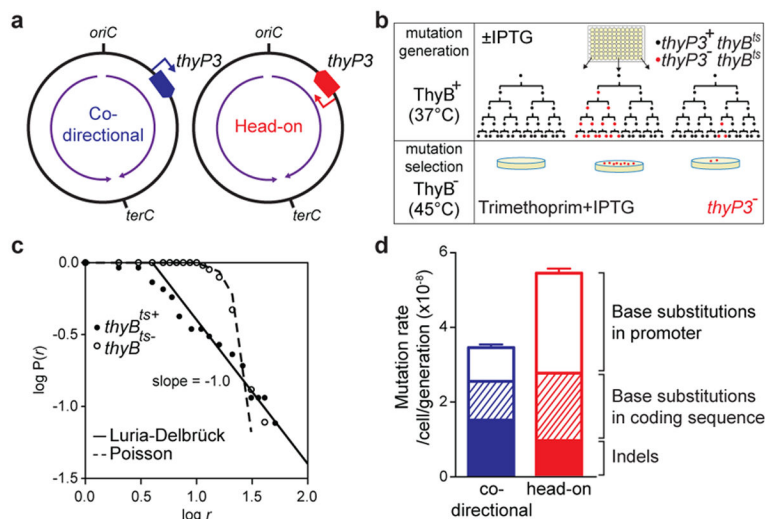 a
oriC
thyP3
Co-
directional
terC
oriC
thyP3
Head-on
terC
b
mutation
generation
±IPTG
thyP3+ thyBts
thyP3- thyBts
ThyB+
(37°C)
mutation
selection
ThyB-
(45°C)
Trimethoprim+IPTG
thyP3-
c
log P(r)
0.0
-0.5
-1.0
-1.5
thyBts+
thyBts-
slope = -1.0
Luria-Delbrück
Poisson
0.0
0.5
1.0
1.5
2.0
log r
d
Mutation rate
/cell/generation (x10-8)
6
4
2
0
co-
directional
head-on
Base substitutions
in promoter
Base substitutions
in coding sequence
Indels